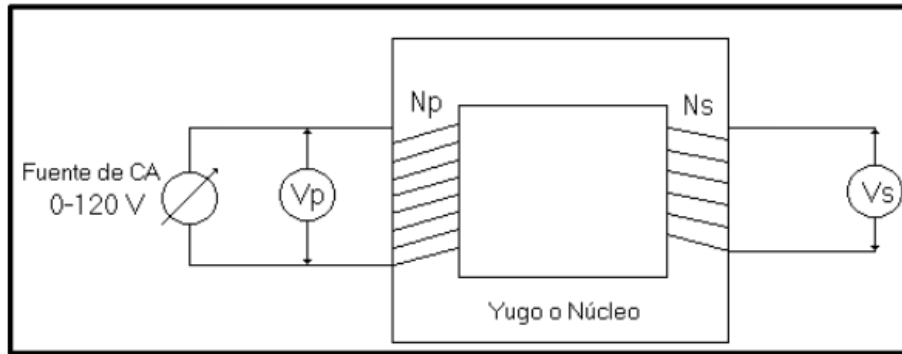 Np
Ns
Fuente de CA
0-120 V
Vp
Vs
Yugo o Núcleo